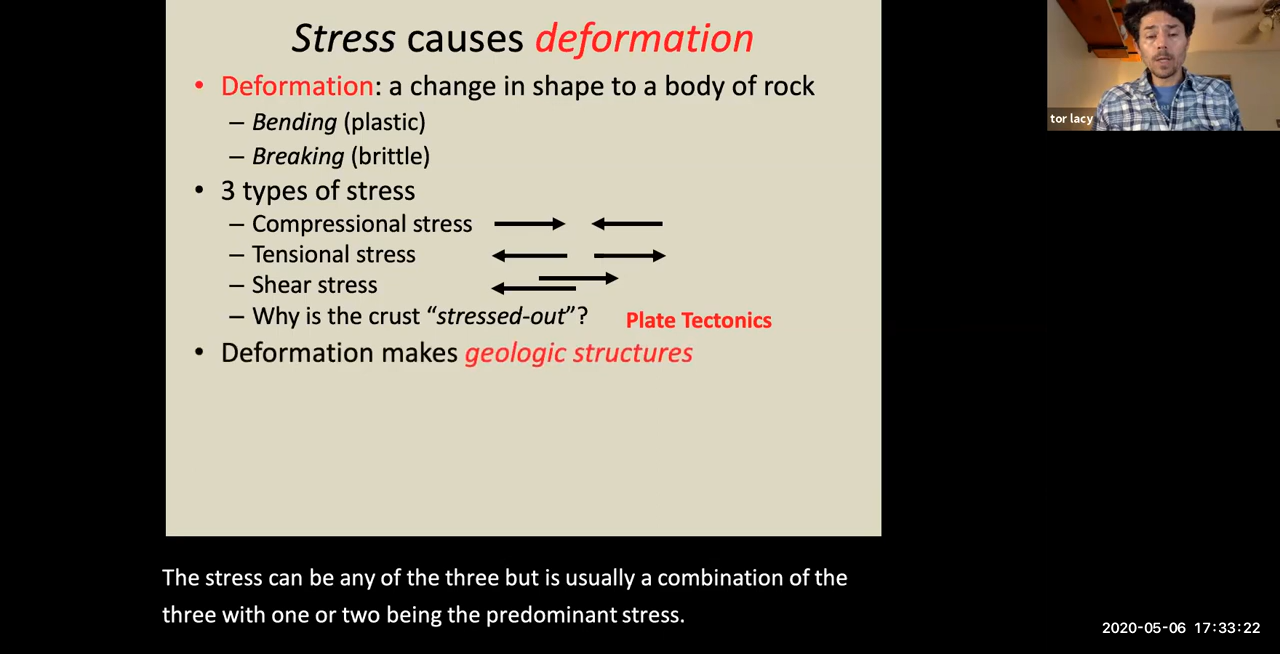 Stress causes deformation
• Deformation: a change in shape to a body of rock
– Bending (plastic)
– Breaking (brittle)
• 3 types of stress
– Compressional stress
– Tensional stress
– Shear stress
– Why is the crust “stressed-out”? Plate Tectonics
• Deformation makes geologic structures
tor lacy
The stress can be any of the three but is usually a combination of the
three with one or two being the predominant stress.
2020-05-06 17:33:22